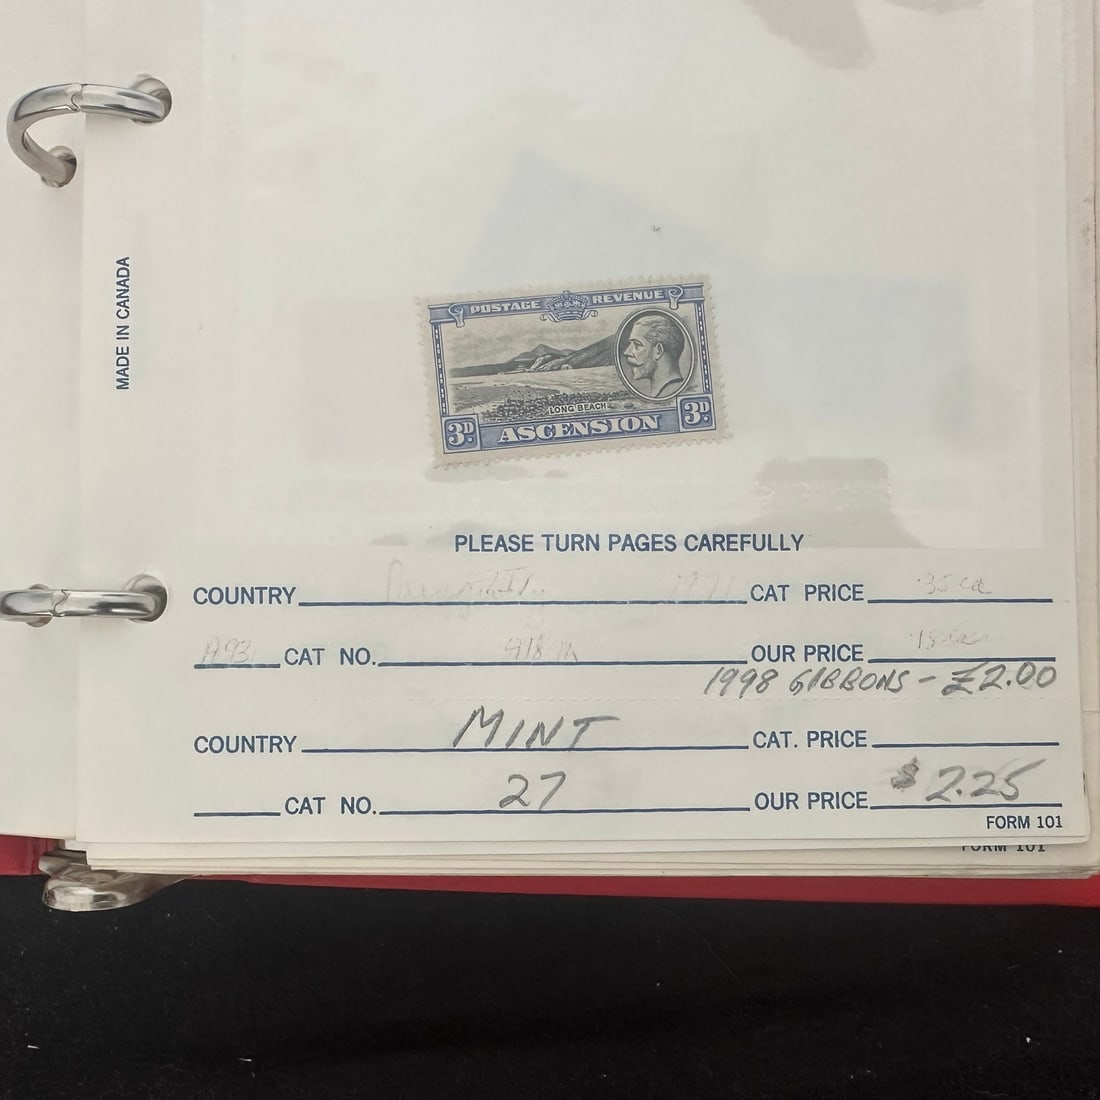 MADE IN CANADA
POSTAGE REVENUE
LONG BEACH
3D 3D
ASCENSION
PLEASE TURN PAGES CAREFULLY
COUNTRY CAT PRICE
CAT NO. OUR PRICE
1998 GIBBONS - £2.00
COUNTRY MINT CAT. PRICE
CAT NO. 27 OUR PRICE $2.25
FORM 101
FORM 101